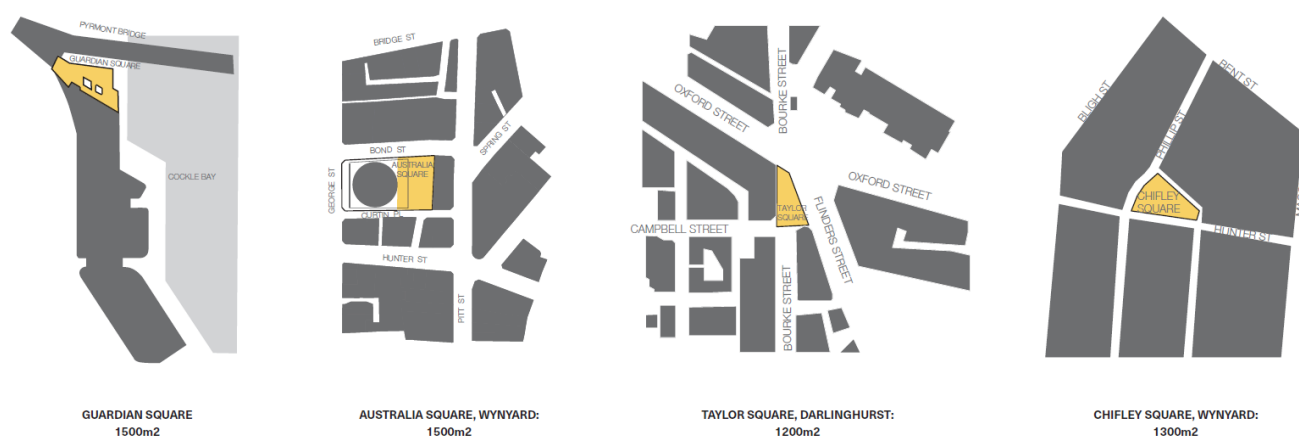 PYRMONT BRIDGE
GUARDIAN SQUARE
COCKLE BAY
GUARDIAN SQUARE
1500m2
BRIDGE ST
SPRING ST
BOND ST
AUSTRALIA
SQUARE
GEORGE ST
CURTIN PL
HUNTER ST
PITT ST
AUSTRALIA SQUARE, WYNYARD:
1500m2
BOURKE STREET
OXFORD STREET
OXFORD STREET
TAYLOR
SQUARE
FLINDERS STREET
CAMPBELL STREET
BOURKE STREET
TAYLOR SQUARE, DARLINGHURST:
1200m2
BENT ST
BLIGH ST
PHILLIP ST
CHIFLEY
SQUARE
HUNTER ST
CHIFLEY SQUARE, WYNYARD:
1300m2